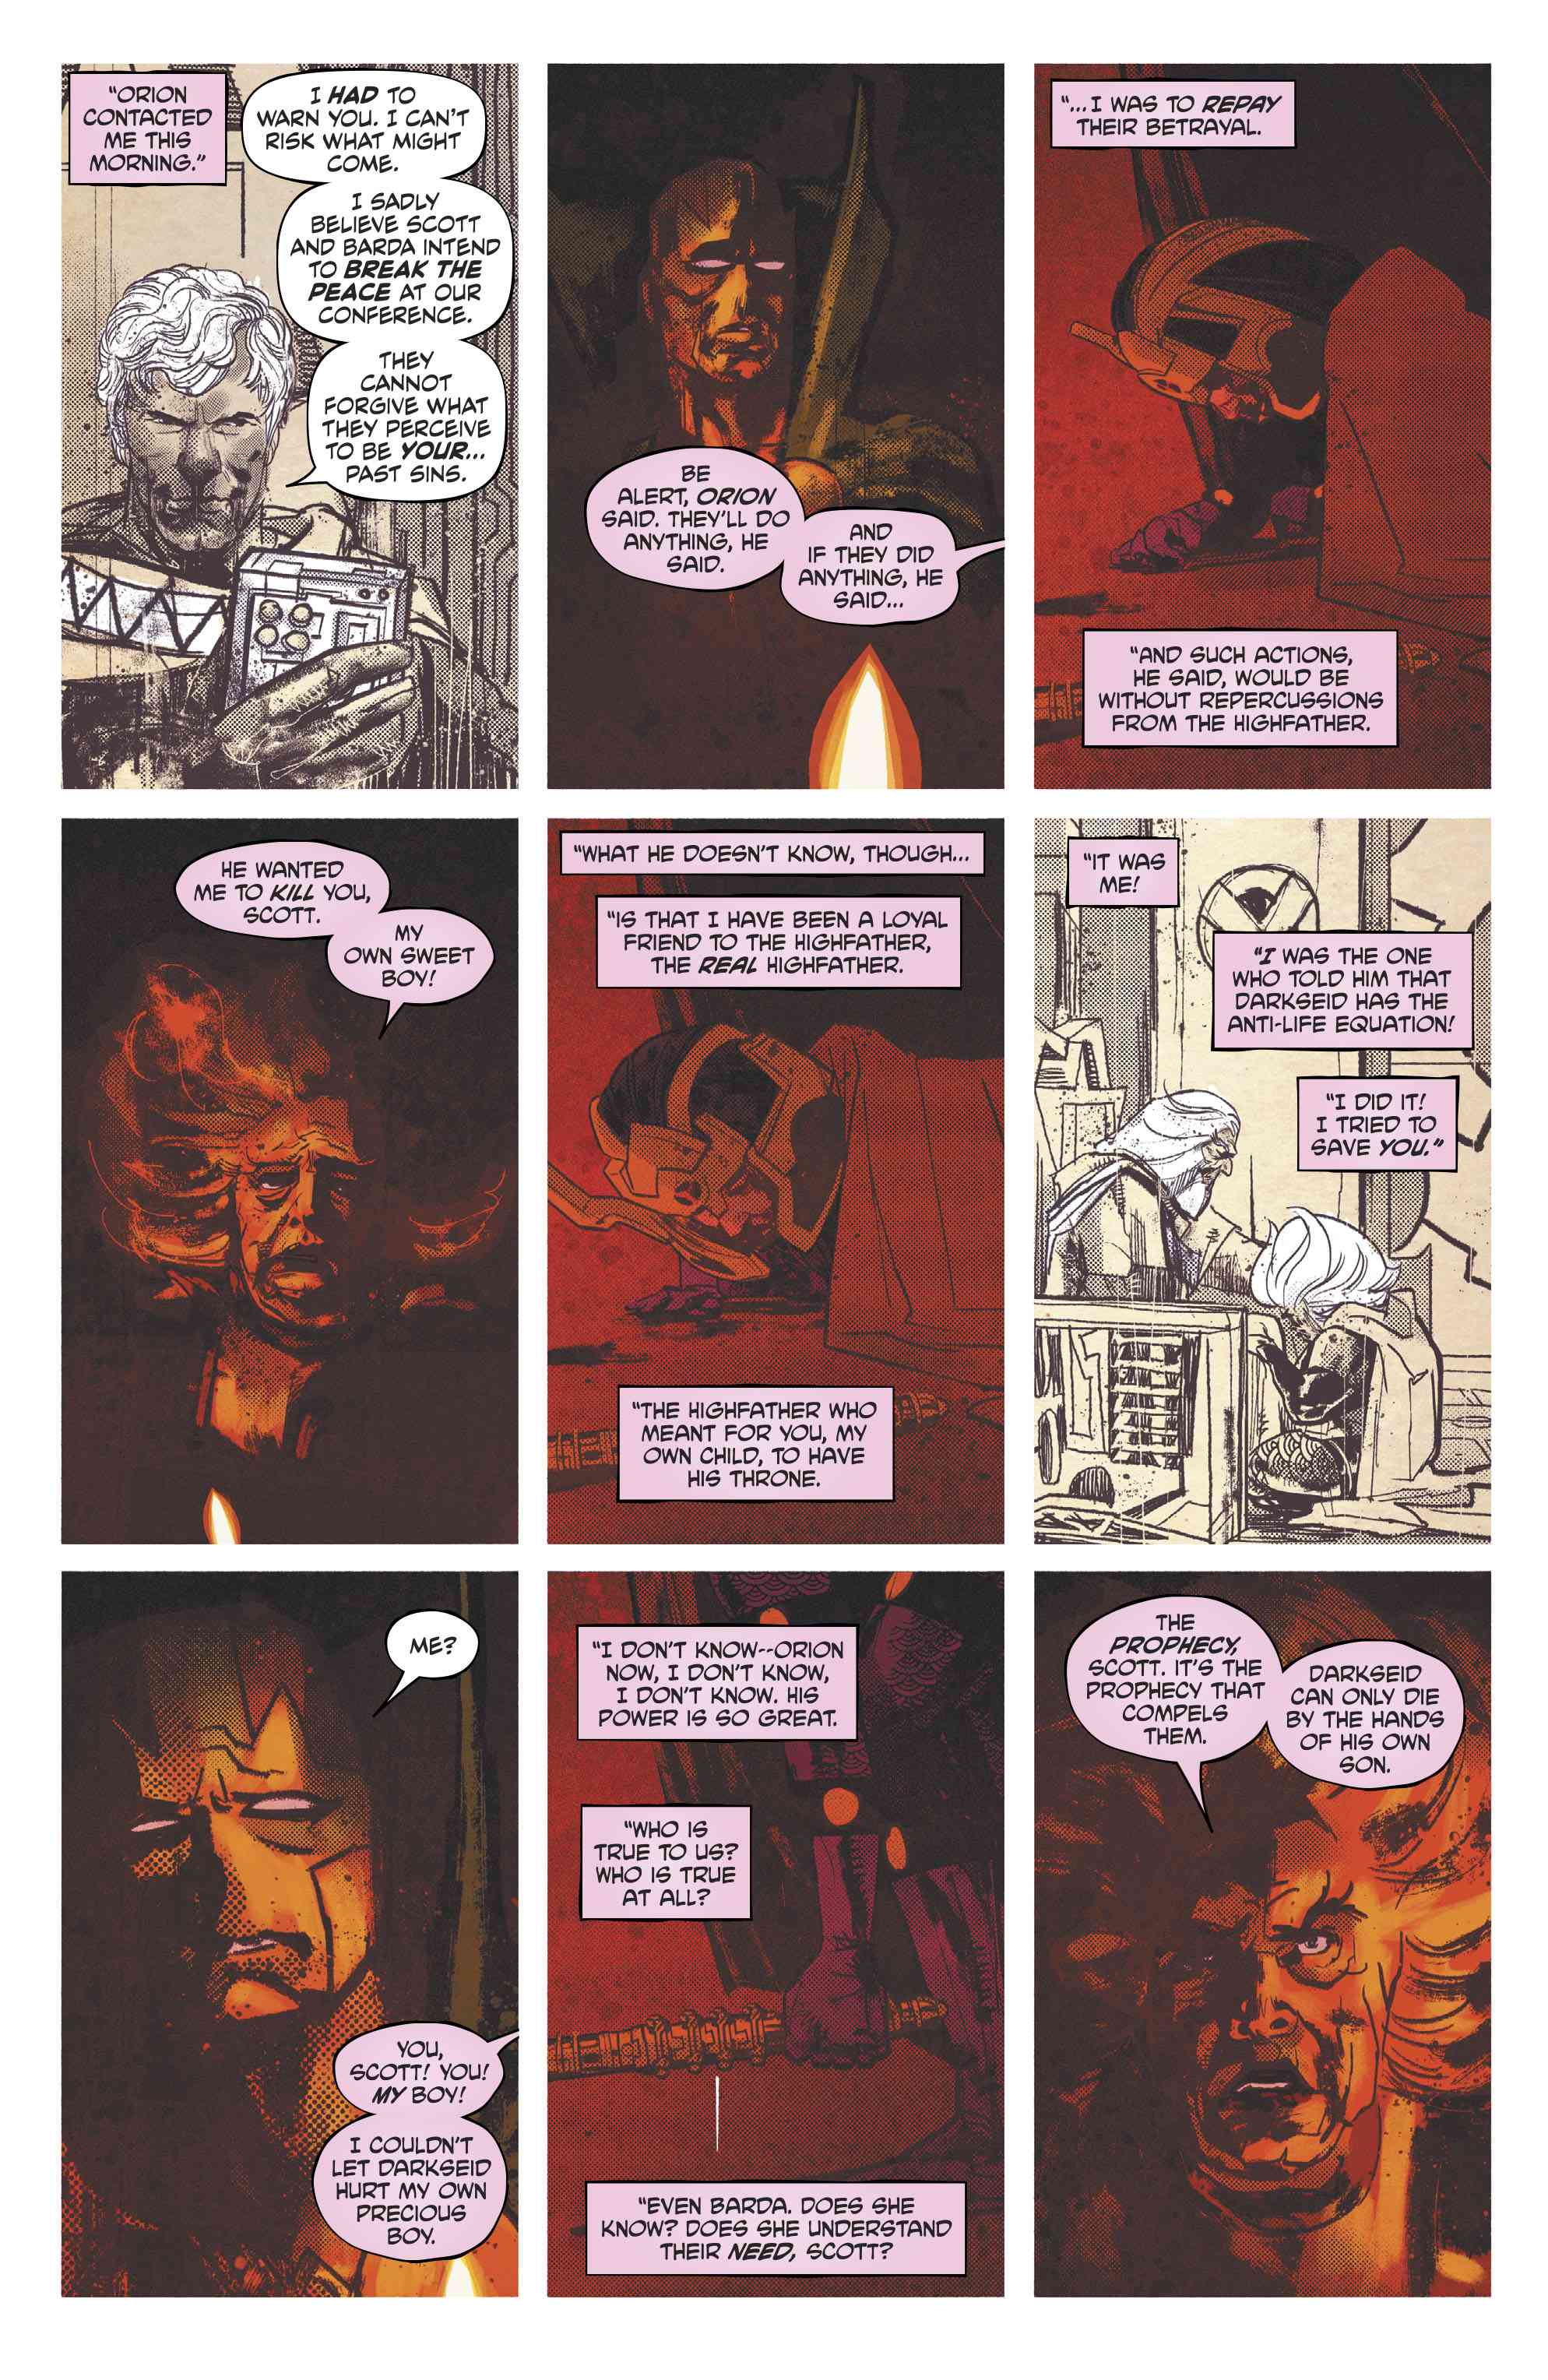 "ORION
CONTACTED
ME THIS
MORNING."
I HAD TO
WARN YOU. I CAN'T
RISK WHAT MIGHT
COME.
I SADLY
BELIEVE SCOTT
AND BARDA INTEND
TO BREAK THE
PEACE AT OUR
CONFERENCE.
THEY
CANNOT
FORGIVE WHAT
THEY PERCEIVE
TO BE YOUR...
PAST SINS.
BE
ALERT, ORION
SAID. THEY'LL DO
ANYTHING, HE
SAID.
AND
IF THEY DID
ANYTHING, HE
SAID...
"...I WAS TO REPAY
THEIR BETRAYAL.
"AND SUCH ACTIONS,
HE SAID, WOULD BE
WITHOUT REPERCUSSIONS
FROM THE HIGHFATHER.
HE WANTED
ME TO KILL YOU,
SCOTT.
MY
OWN SWEET
BOY!
"WHAT HE DOESN'T KNOW, THOUGH...
"IS THAT I HAVE BEEN A LOYAL
FRIEND TO THE HIGHFATHER,
THE REAL HIGHFATHER.
"THE HIGHFATHER WHO
MEANT FOR YOU, MY
OWN CHILD, TO HAVE
HIS THRONE.
"IT WAS
ME!
"I WAS THE ONE
WHO TOLD HIM THAT
DARKSEID HAS THE
ANTI-LIFE EQUATION!
"I DID IT!
I TRIED TO
SAVE YOU."
ME?
YOU,
SCOTT! YOU!
MY BOY!
I COULDN'T
LET DARKSEID
HURT MY OWN
PRECIOUS
BOY.
"I DON'T KNOW--ORION
NOW, I DON'T KNOW,
I DON'T KNOW. HIS
POWER IS SO GREAT.
"WHO IS
TRUE TO US?
WHO IS TRUE
AT ALL?
"EVEN BARDA. DOES SHE
KNOW? DOES SHE UNDERSTAND
THEIR NEED, SCOTT?
THE
PROPHECY,
SCOTT. IT'S THE
PROPHECY THAT
COMPELS
THEM.
DARKSEID
CAN ONLY DIE
BY THE HANDS
OF HIS OWN
SON.